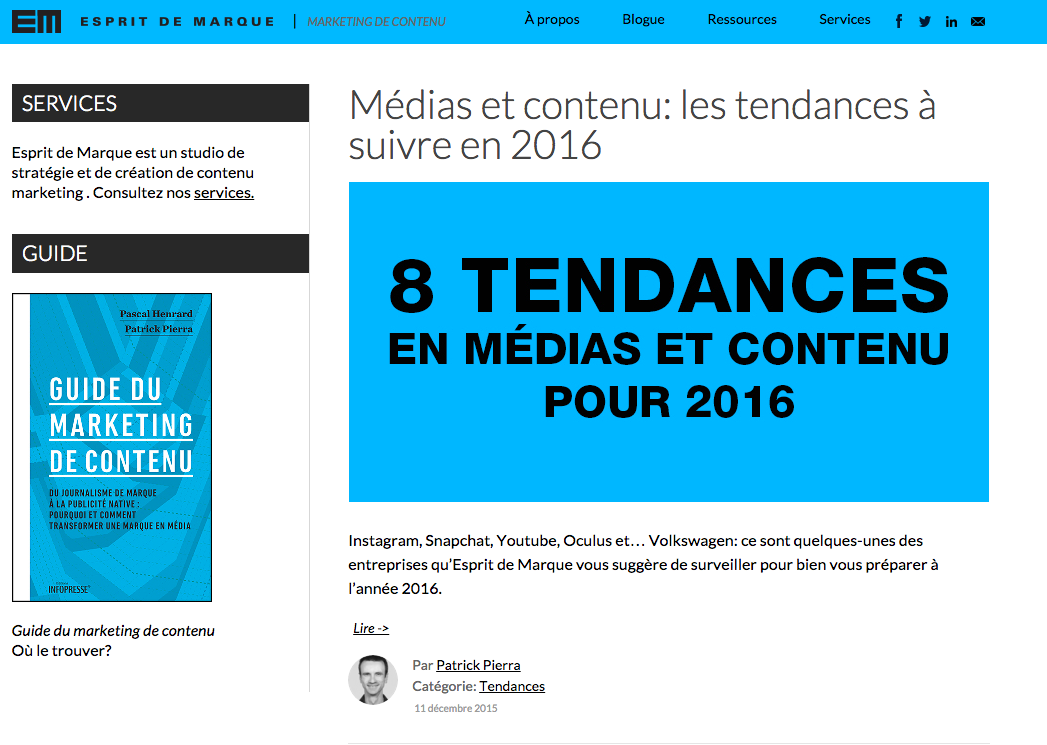 EM ESPRIT DE MARQUE | MARKETING DE CONTENU
À propos Blogue Ressources Services
SERVICES
Esprit de Marque est un studio de
stratégie et de création de contenu
marketing . Consultez nos services.
GUIDE
Pascal Henrard
Patrick Pierra
GUIDE DU
MARKETING
DE CONTENU
DU JOURNALISME DE MARQUE
À LA PUBLICITÉ NATIVE :
POURQUOI ET COMMENT
TRANSFORMER UNE MARQUE EN MÉDIA
INFOPRESSE
Guide du marketing de contenu
Où le trouver?
Médias et contenu: les tendances à
suivre en 2016
8 TENDANCES
EN MÉDIAS ET CONTENU
POUR 2016
Instagram, Snapchat, Youtube, Oculus et… Volkswagen: ce sont quelques-unes des
entreprises qu’Esprit de Marque vous suggère de surveiller pour bien vous préparer à
l’année 2016.
Lire ->
Par Patrick Pierra
Catégorie: Tendances
11 décembre 2015